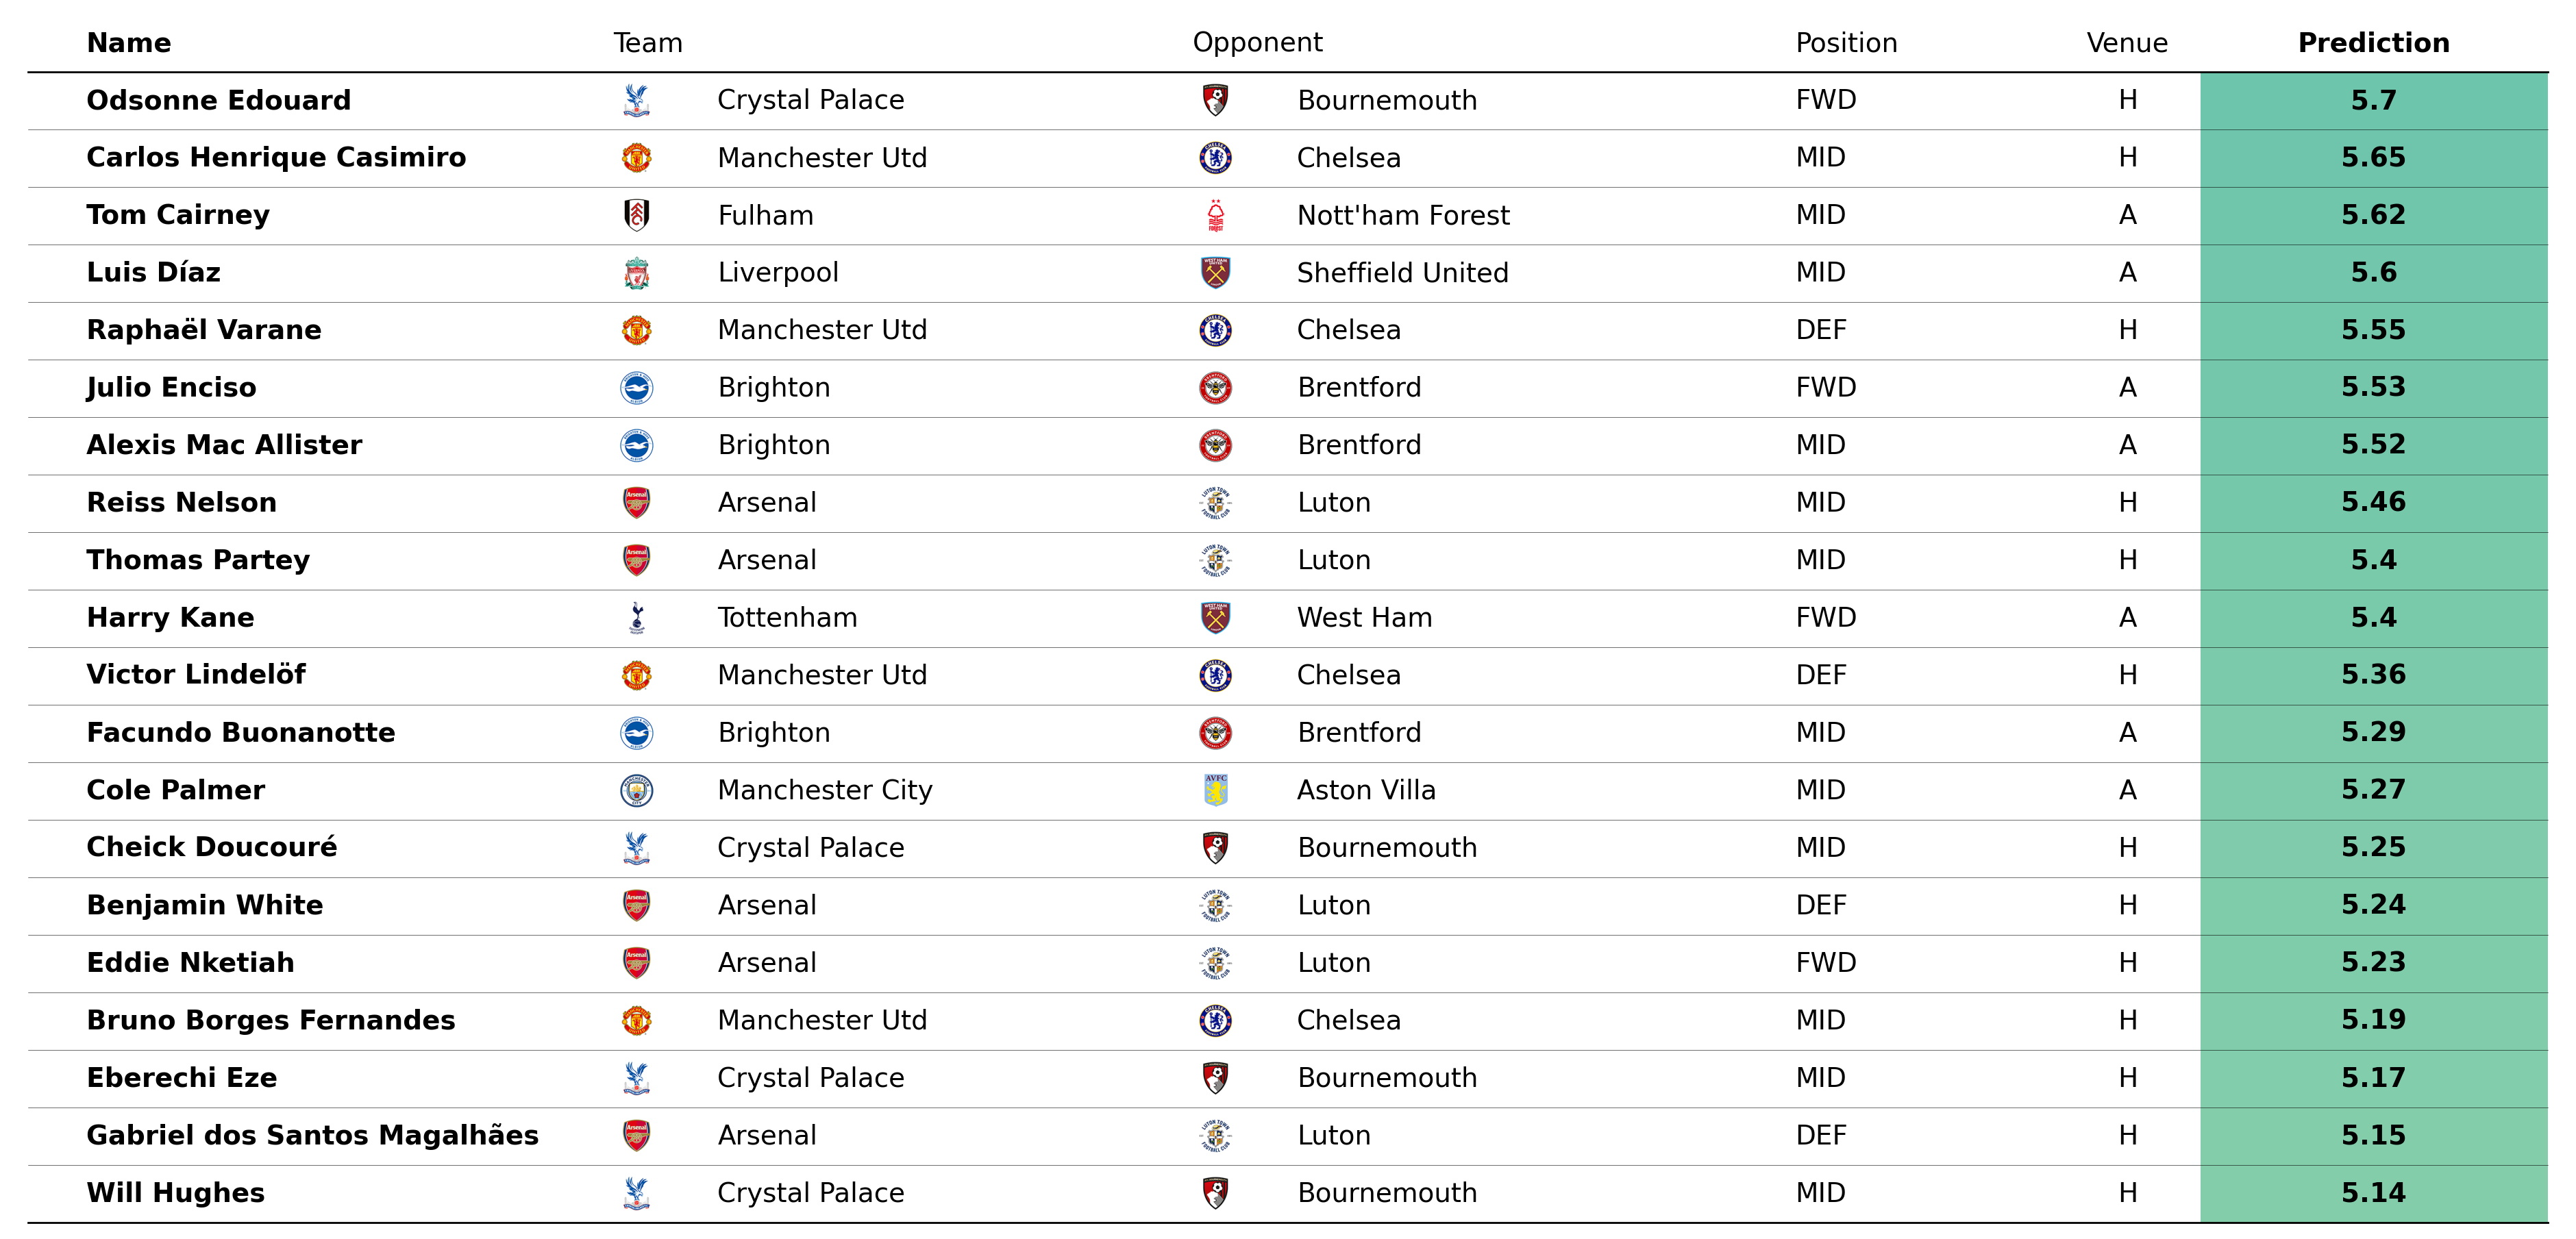 Name Team Opponent Position Venue Prediction
Odsonne Edouard Crystal Palace Bournemouth FWD H 5.7
Carlos Henrique Casimiro Manchester Utd Chelsea MID H 5.65
Tom Cairney Fulham Nott'ham Forest MID A 5.62
Luis Díaz Liverpool Sheffield United MID A 5.6
Raphaël Varane Manchester Utd Chelsea DEF H 5.55
Julio Enciso Brighton Brentford FWD A 5.53
Alexis Mac Allister Brighton Brentford MID A 5.52
Reiss Nelson Arsenal Luton MID H 5.46
Thomas Partey Arsenal Luton MID H 5.4
Harry Kane Tottenham West Ham FWD A 5.4
Victor Lindelöf Manchester Utd Chelsea DEF H 5.36
Facundo Buonanotte Brighton Brentford MID A 5.29
Cole Palmer Manchester City Aston Villa MID A 5.27
Cheick Doucouré Crystal Palace Bournemouth MID H 5.25
Benjamin White Arsenal Luton DEF H 5.24
Eddie Nketiah Arsenal Luton FWD H 5.23
Bruno Borges Fernandes Manchester Utd Chelsea MID H 5.19
Eberechi Eze Crystal Palace Bournemouth MID H 5.17
Gabriel dos Santos Magalhães Arsenal Luton DEF H 5.15
Will Hughes Crystal Palace Bournemouth MID H 5.14